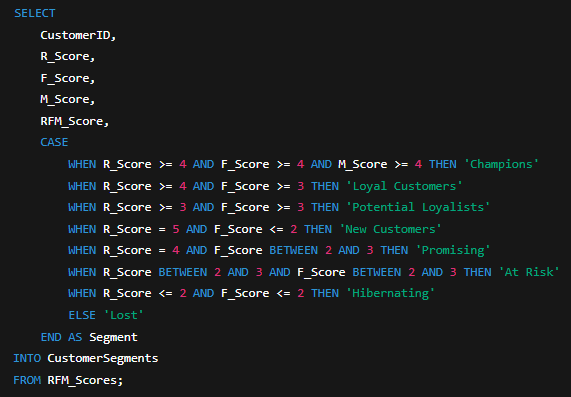 SELECT
    CustomerID,
    R_Score,
    F_Score,
    M_Score,
    RFM_Score,
    CASE
        WHEN R_Score >= 4 AND F_Score >= 4 AND M_Score >= 4 THEN 'Champions'
        WHEN R_Score >= 4 AND F_Score >= 3 THEN 'Loyal Customers'
        WHEN R_Score >= 3 AND F_Score >= 3 THEN 'Potential Loyalists'
        WHEN R_Score = 5 AND F_Score <= 2 THEN 'New Customers'
        WHEN R_Score = 4 AND F_Score BETWEEN 2 AND 3 THEN 'Promising'
        WHEN R_Score BETWEEN 2 AND 3 AND F_Score BETWEEN 2 AND 3 THEN 'At Risk'
        WHEN R_Score <= 2 AND F_Score <= 2 THEN 'Hibernating'
        ELSE 'Lost'
    END AS Segment
INTO CustomerSegments
FROM RFM_Scores;